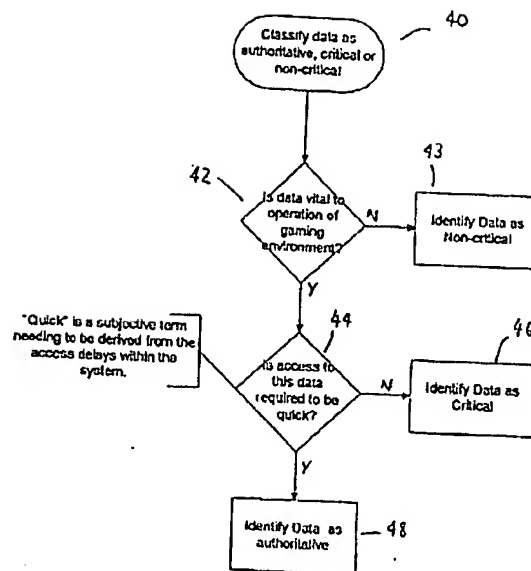 Classify data as
authoritative, critical or
non-critical
40
42
Is data vital to
operation of
gaming
environment?
N
43
Identify Data as
Non-critical
Y
"Quick" is a subjective term
needing to be derived from the
access delays within the
system.
44
Is access to
this data
required to be
quick?
N
46
Identify Data as
Critical
Y
Identify Data as
authoritative
48